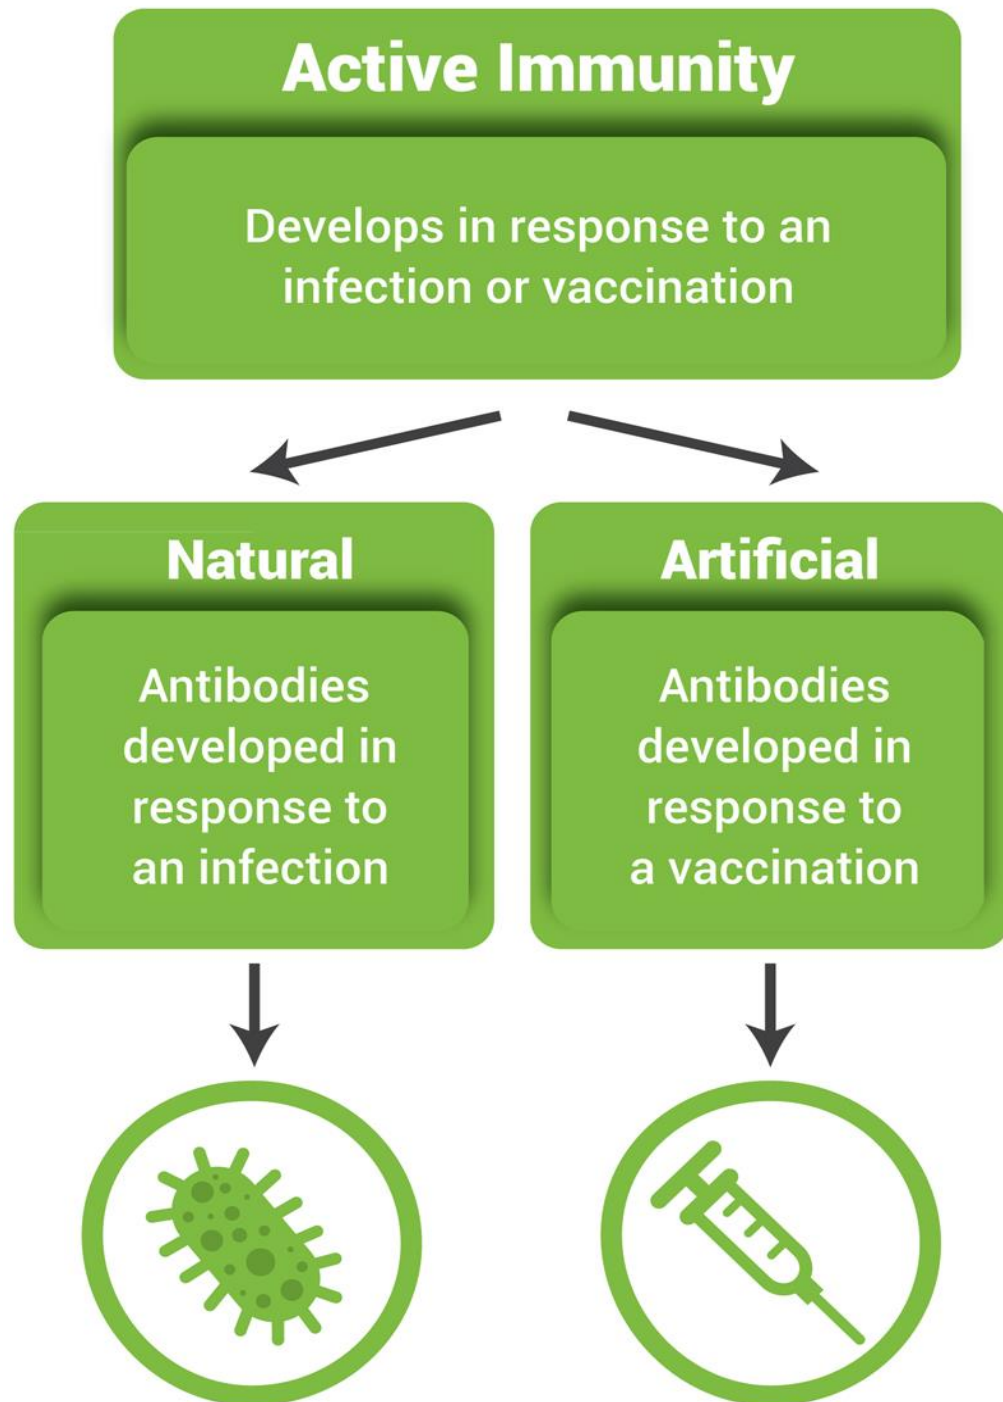 Active Immunity
Develops in response to an
infection or vaccination
Natural
Antibodies
developed in
response to
an infection
Artificial
Antibodies
developed in
response to
a vaccination